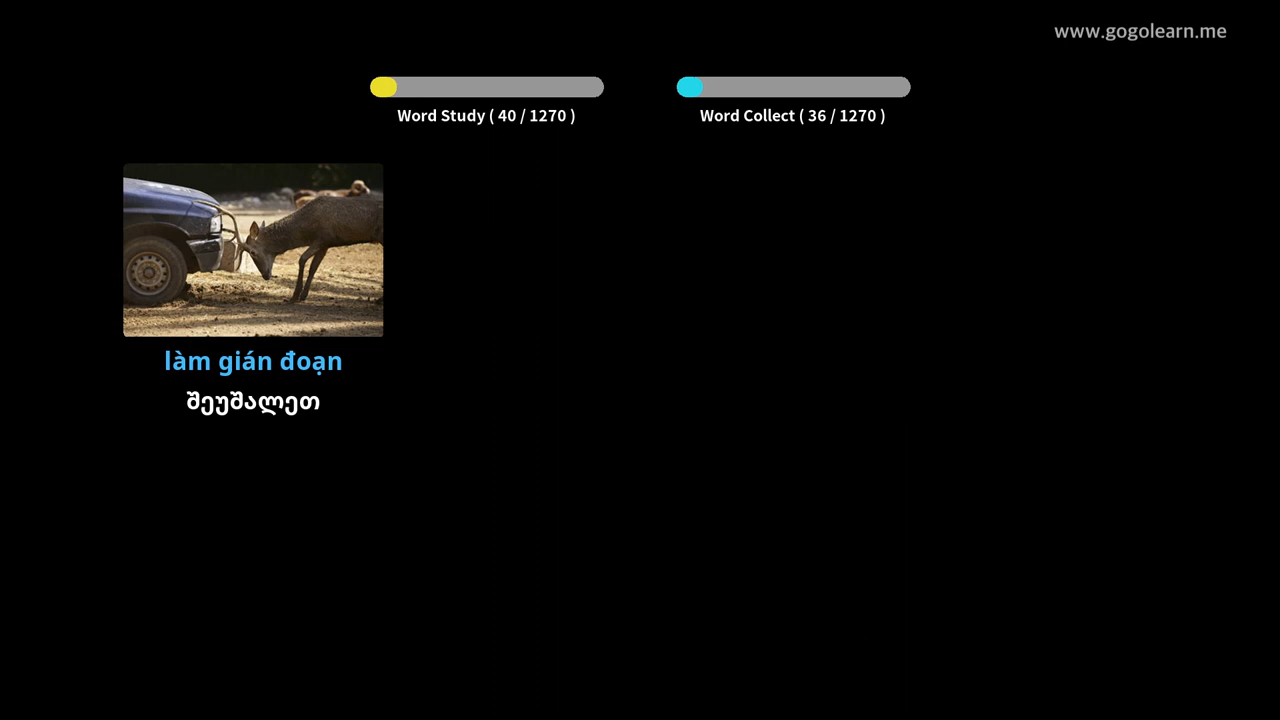 www.gogolearn.me
Word Study ( 40 / 1270 )
Word Collect ( 36 / 1270 )
làm gián đoạn
შეუშალეთ